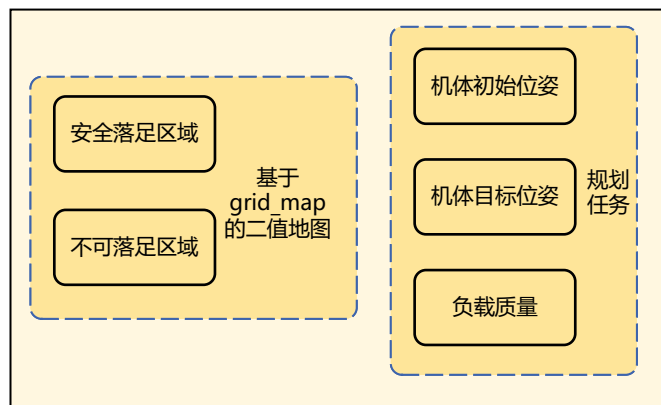 安全落足区域
不可落足区域
基于
grid_map
的二值地图
机体初始位姿
机体目标位姿
负载质量
规划
任务